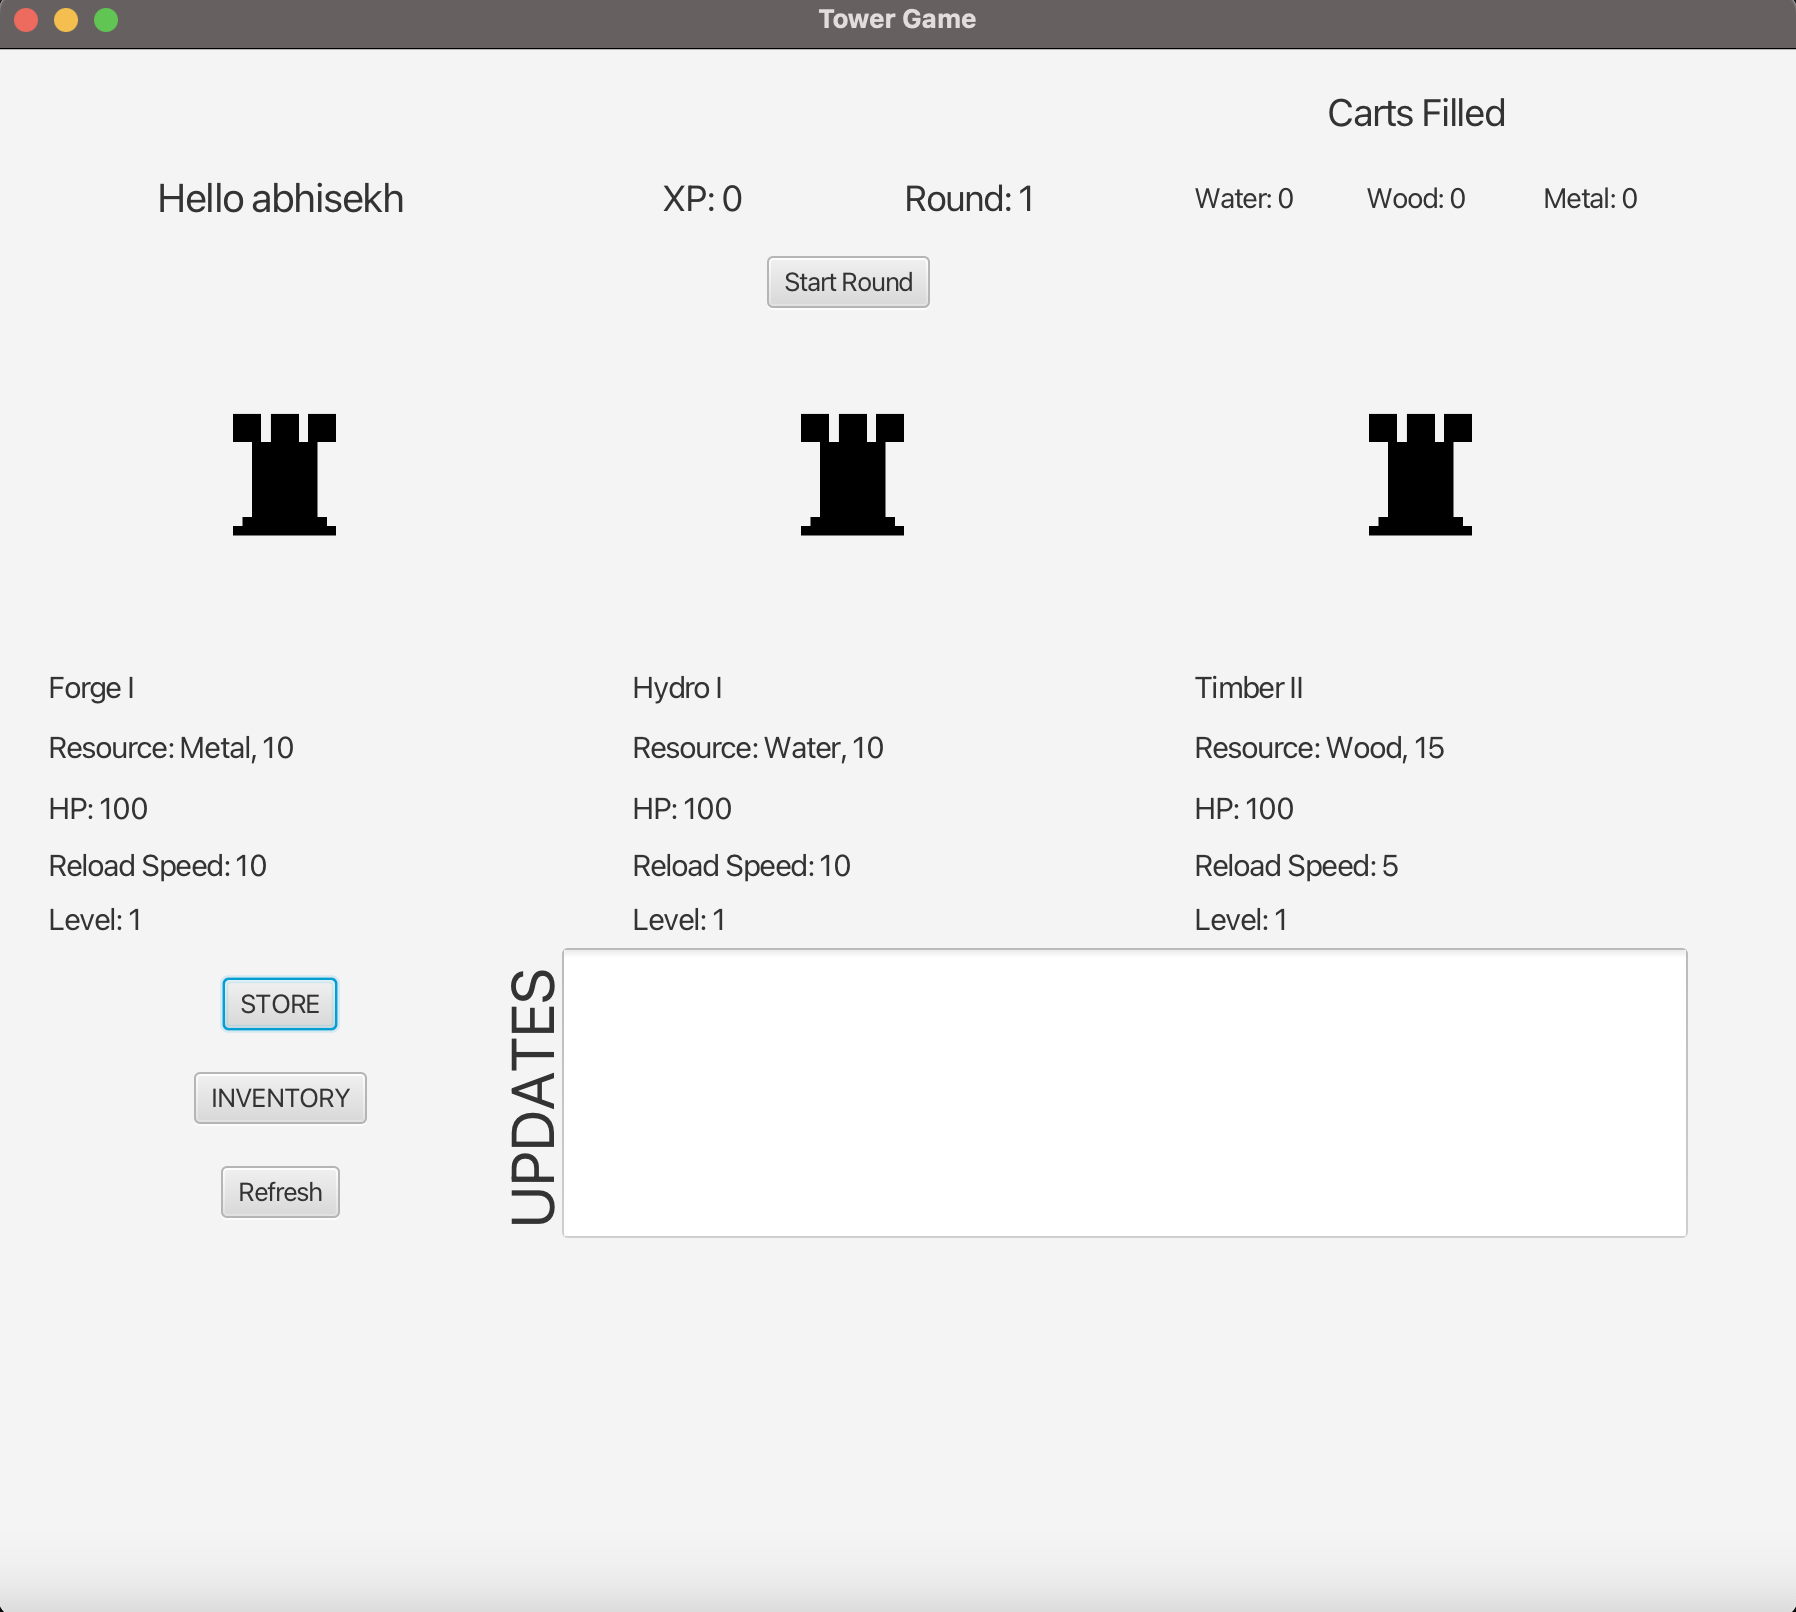 Tower Game
Carts Filled
Hello abhisekh
XP: 0
Round: 1
Water: 0
Wood: 0
Metal: 0
Start Round
Forge I
Resource: Metal, 10
HP: 100
Reload Speed: 10
Level: 1
Hydro I
Resource: Water, 10
HP: 100
Reload Speed: 10
Level: 1
Timber II
Resource: Wood, 15
HP: 100
Reload Speed: 5
Level: 1
STORE
INVENTORY
Refresh
UPDATES